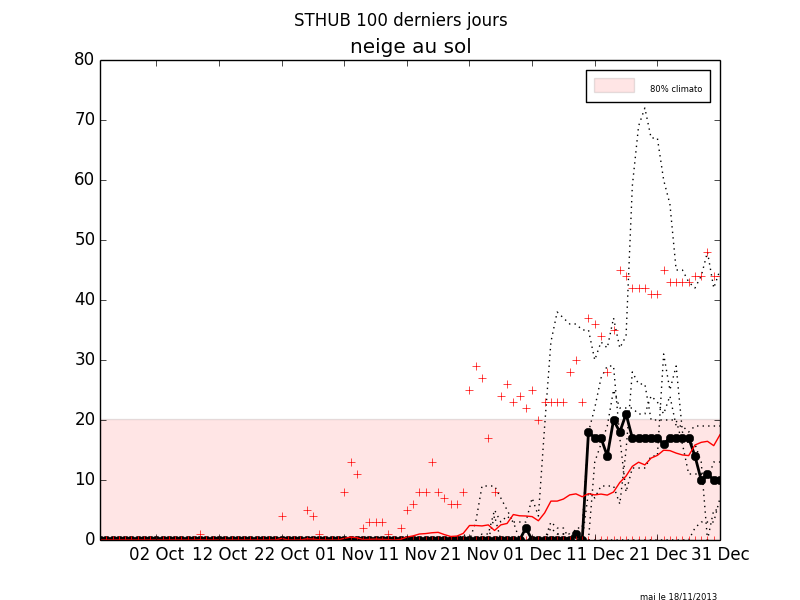 STHUB 100 derniers jours
neige au sol
80% climato
80
70
60
50
40
30
20
10
0
02 Oct 12 Oct 22 Oct 01 Nov 11 Nov 21 Nov 01 Dec 11 Dec 21 Dec 31 Dec
maj le 18/11/2013